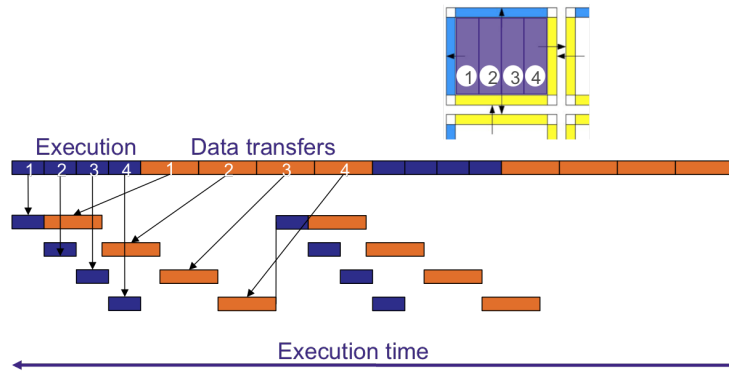 1 2 3 4
Execution Data transfers
1 2 3 4 1 2 3 4
Execution time